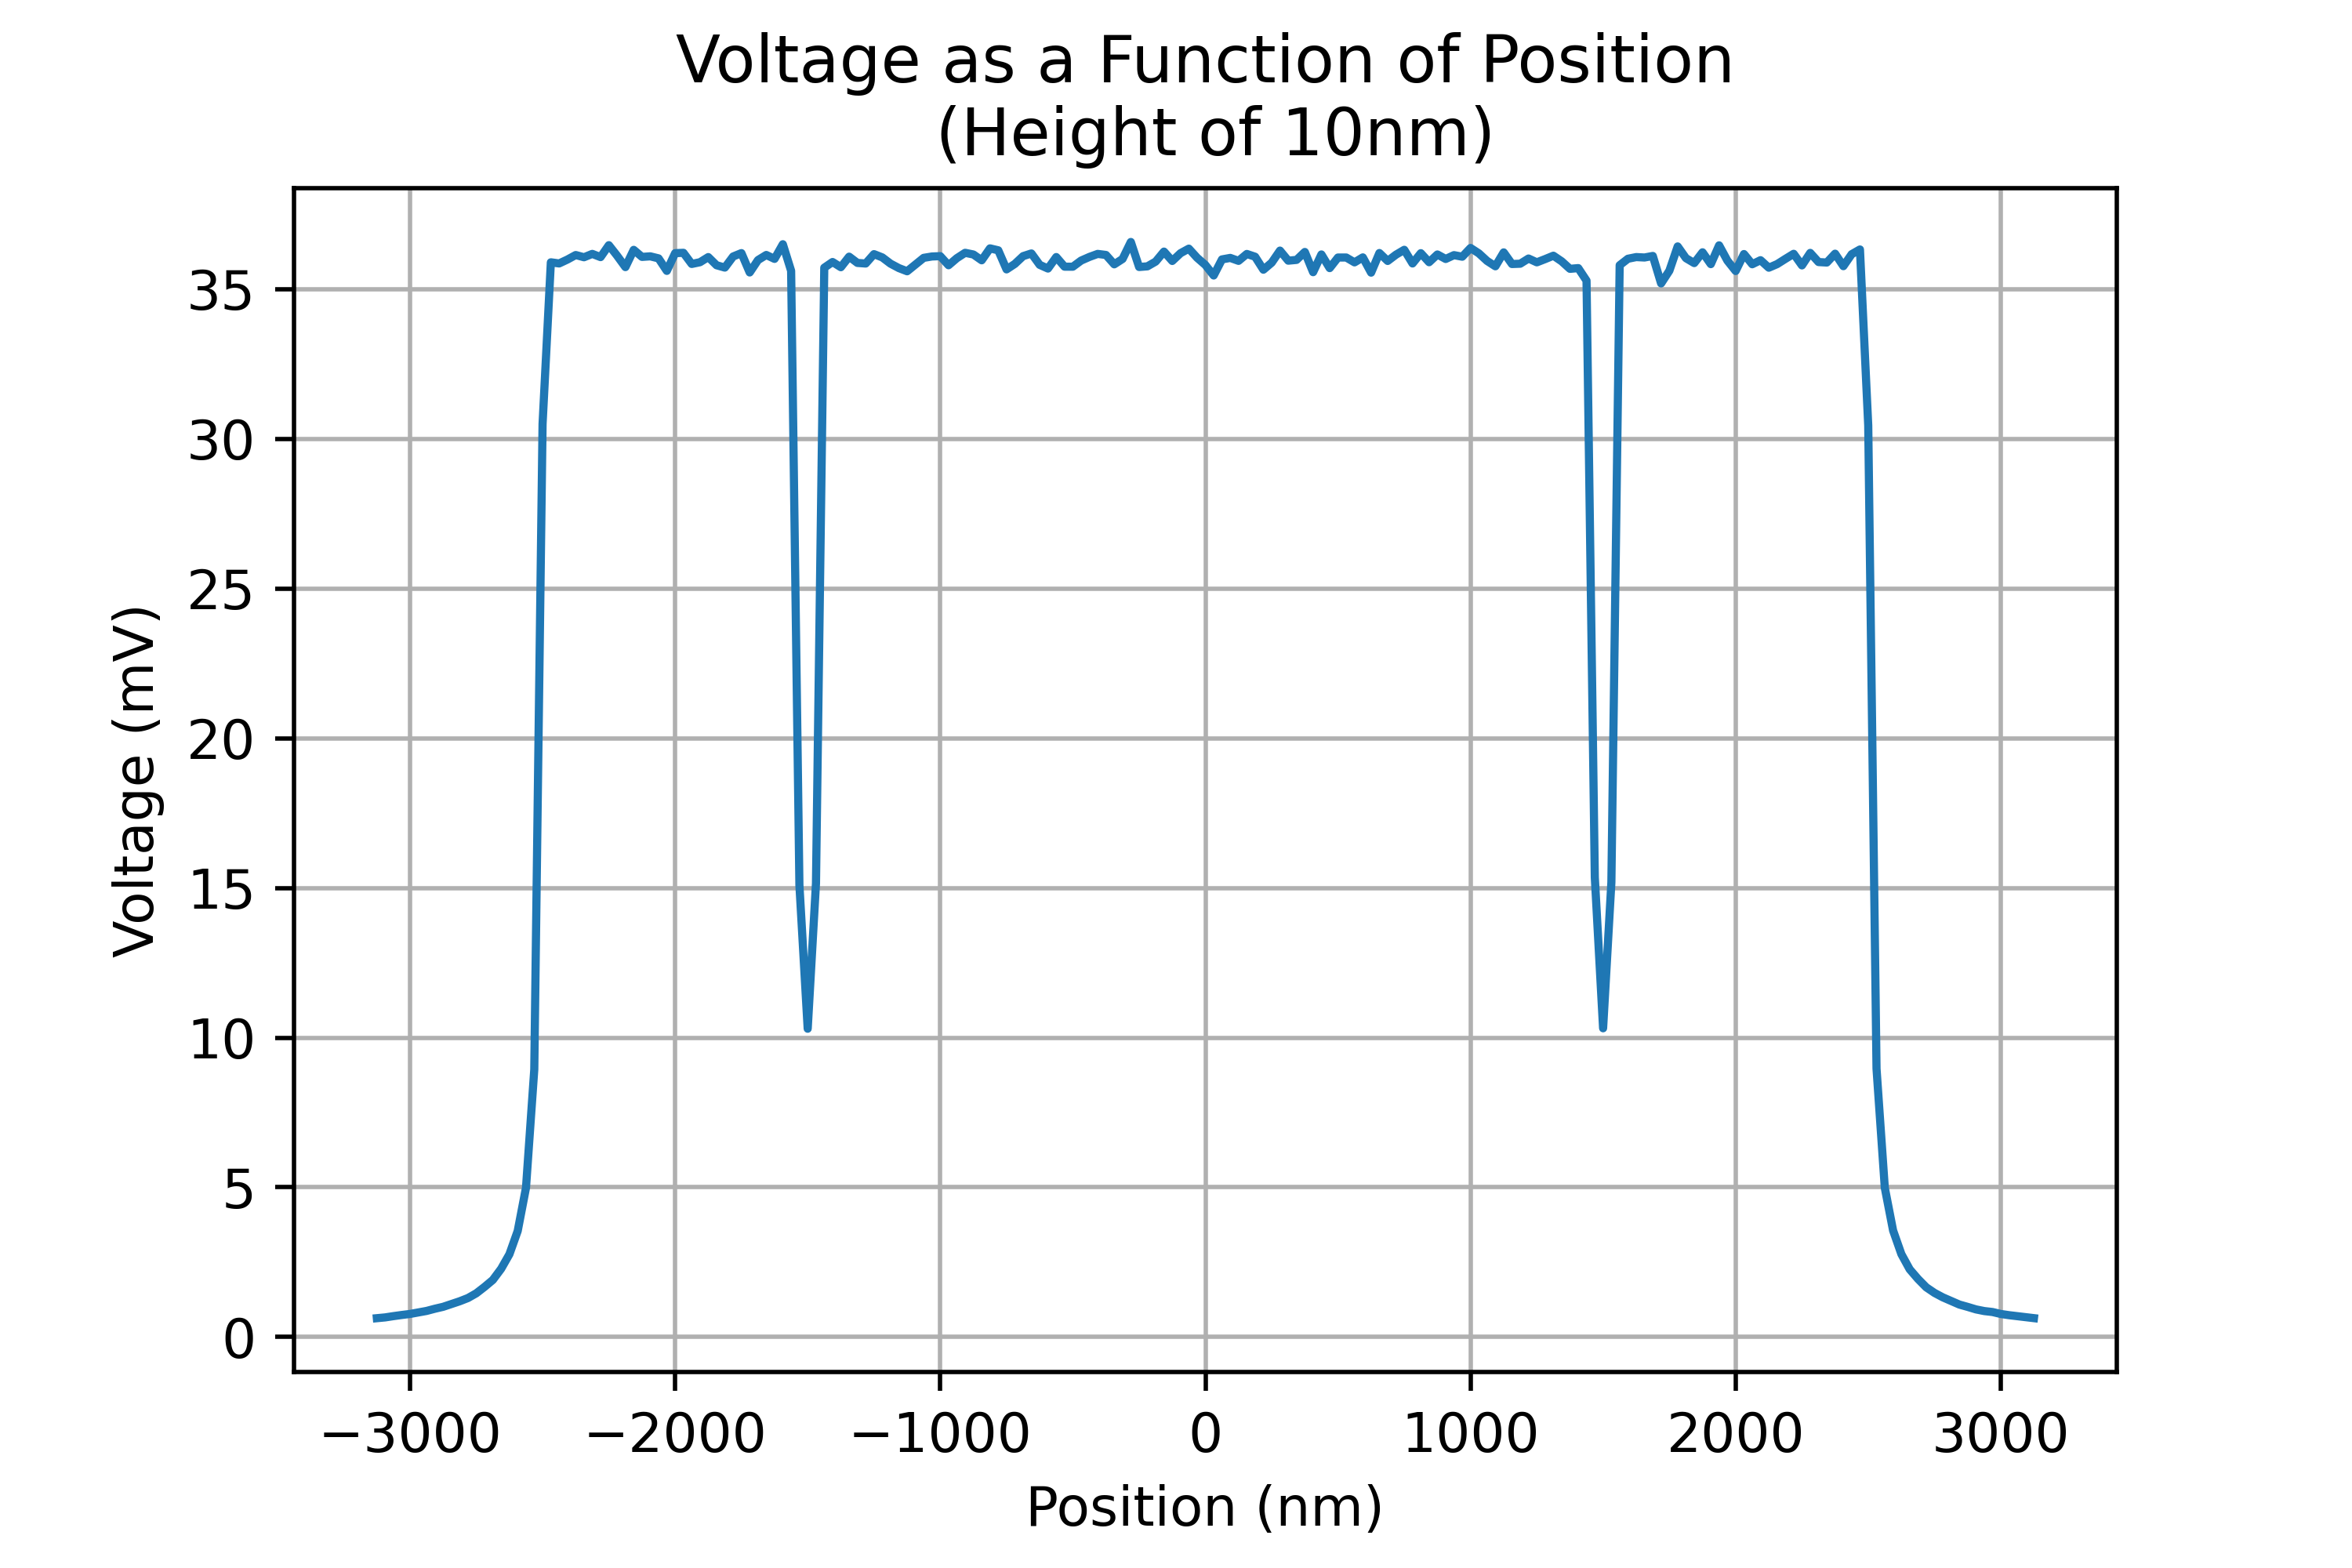 Voltage as a Function of Position
(Height of 10nm)
Voltage (mV)
35
30
25
20
15
10
5
0
−3000 −2000 −1000 0 1000 2000 3000
Position (nm)